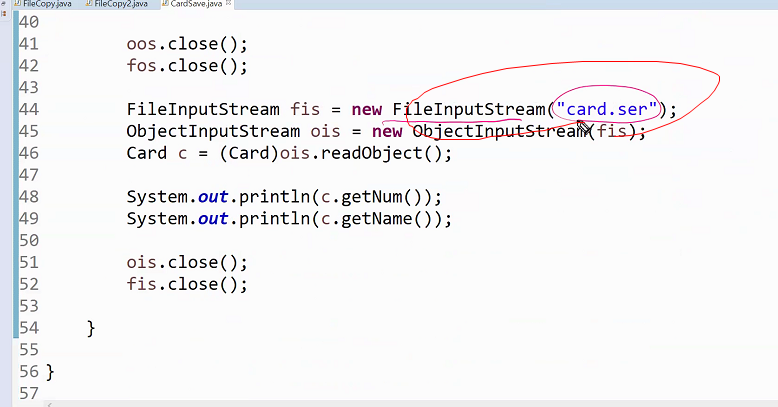 FileCopy.java FileCopy2.java CardSave.java
40
41 oos.close();
42 fos.close();
43
44 FileInputStream fis = new FileInputStream("card.ser");
45 ObjectInputStream ois = new ObjectInputStream(fis);
46 Card c = (Card)ois.readObject();
47
48 System.out.println(c.getNum());
49 System.out.println(c.getName());
50
51 ois.close();
52 fis.close();
53
54 }
55
56 }
57